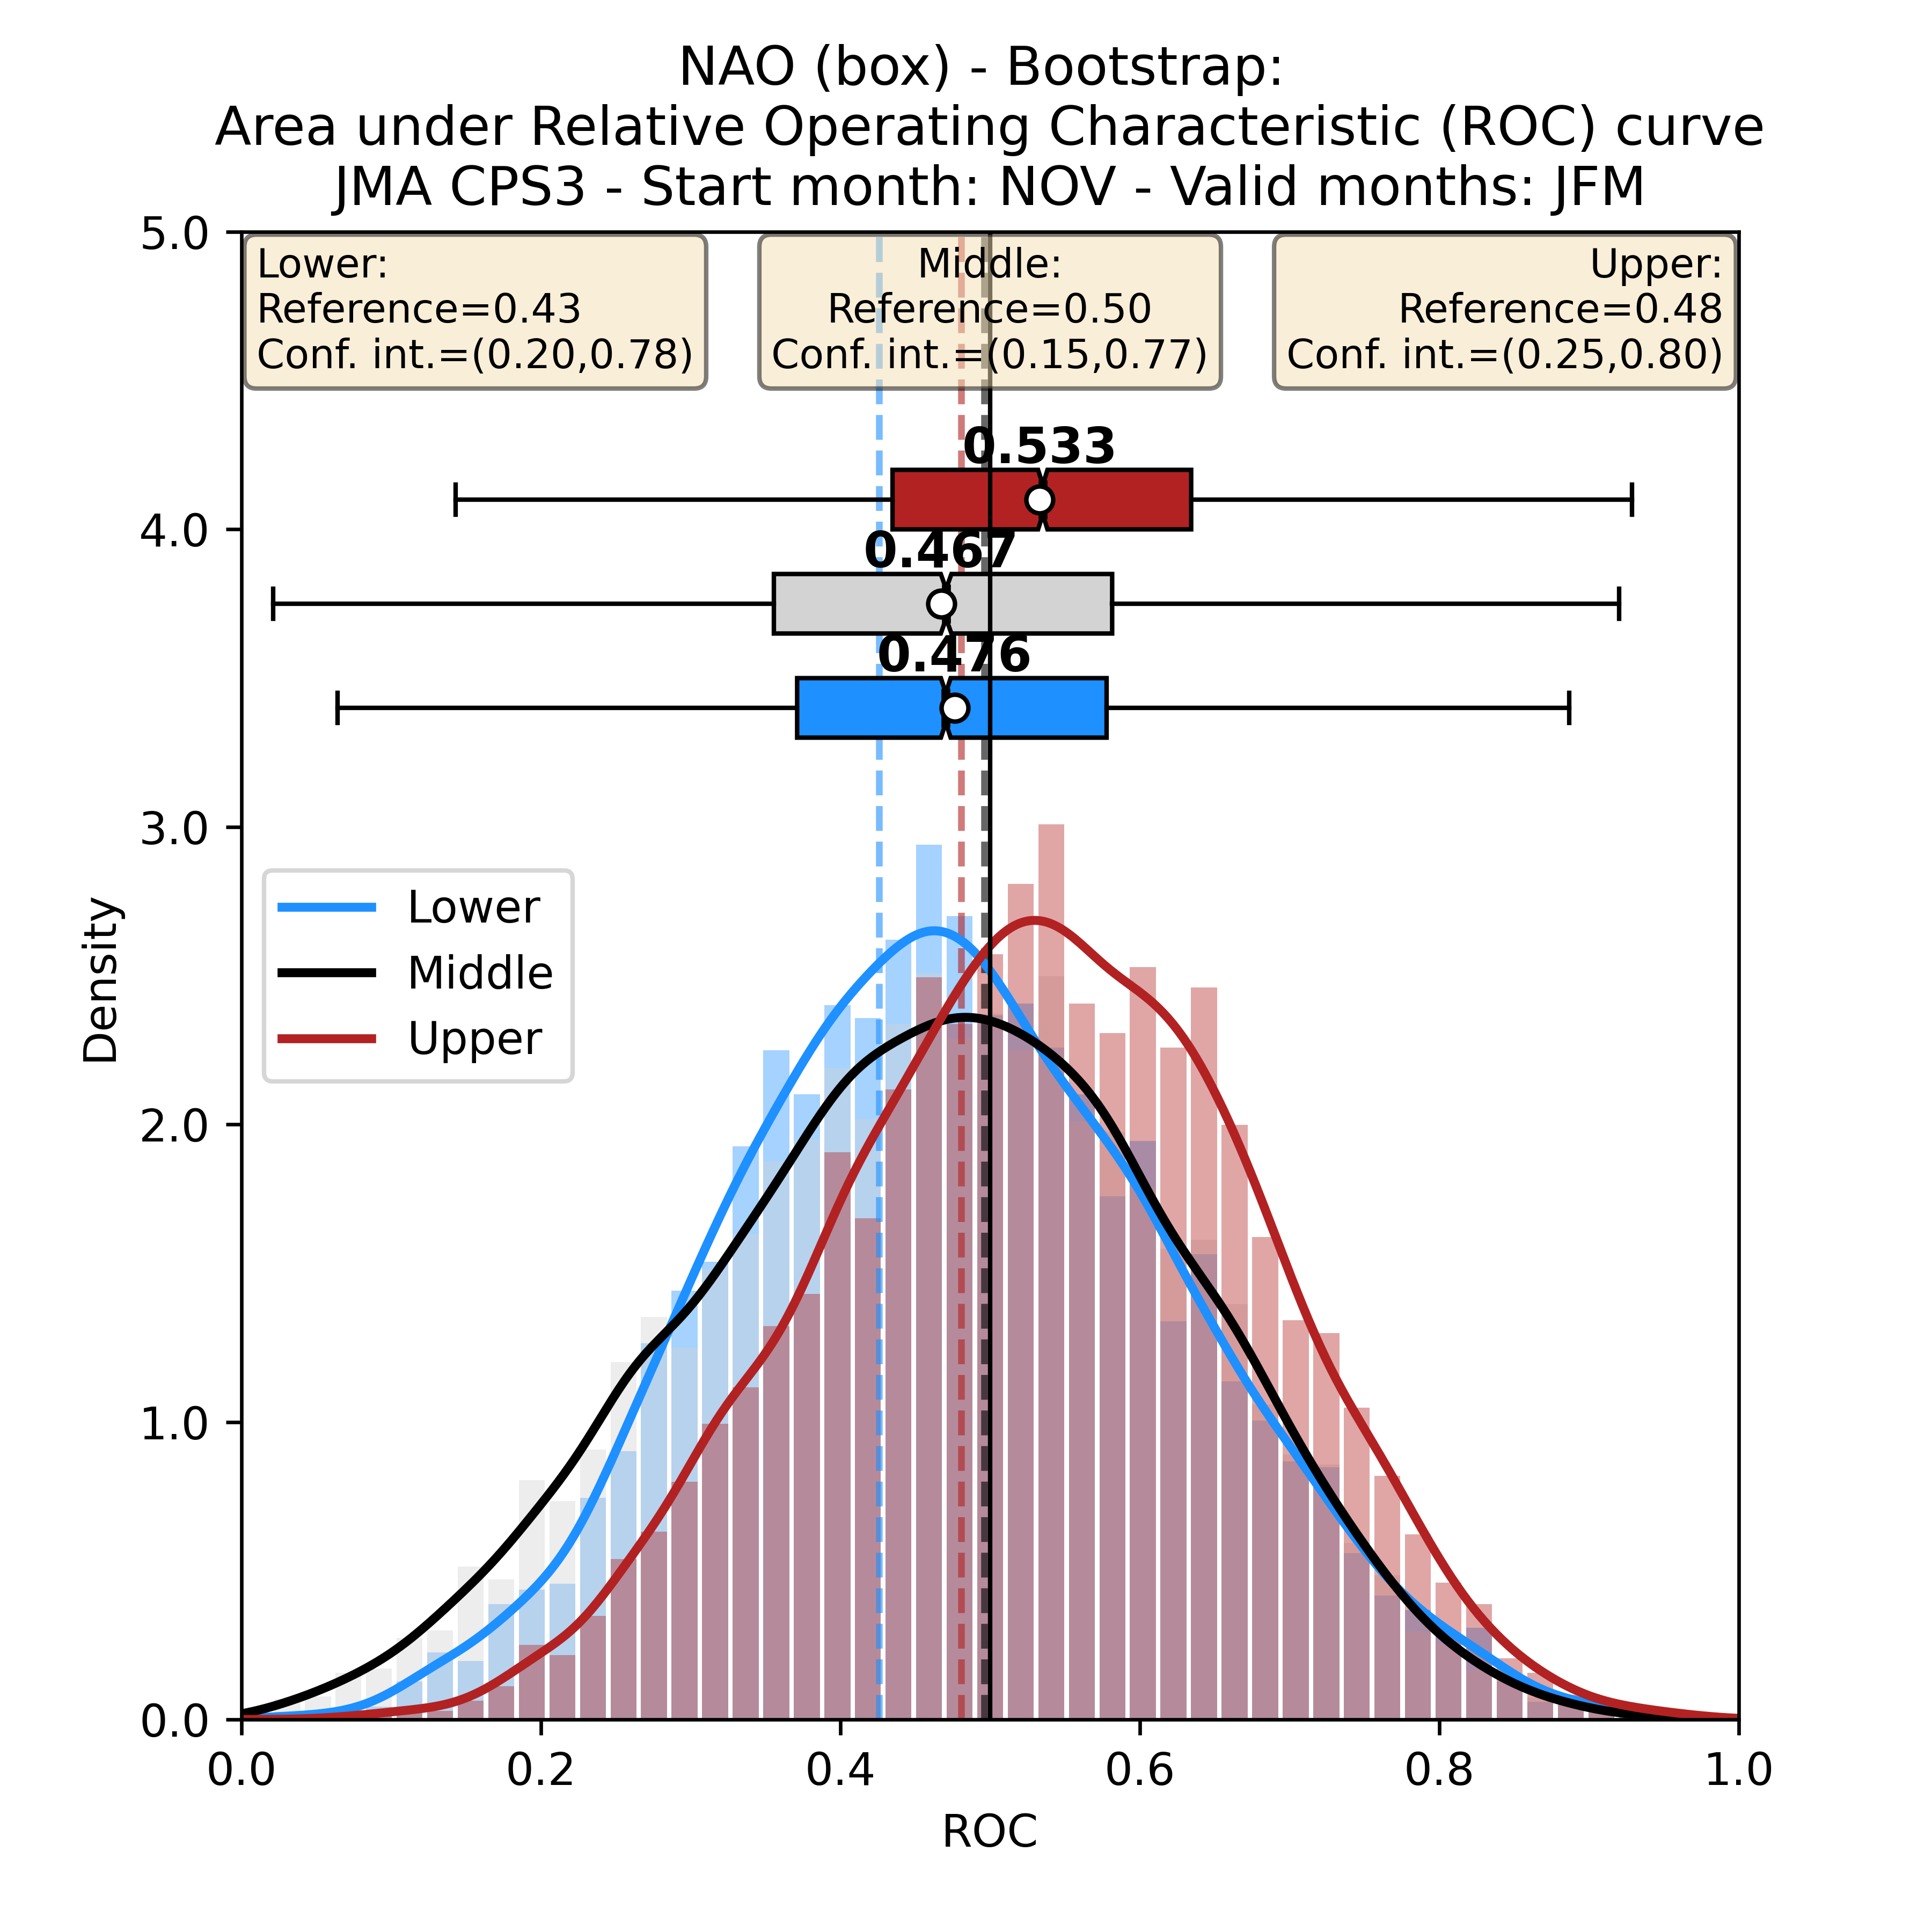 NAO (box) - Bootstrap:
Area under Relative Operating Characteristic (ROC) curve
JMA CPS3 - Start month: NOV - Valid months: JFM
5.0
4.0
3.0
2.0
1.0
0.0
Density
Lower:
Reference=0.43
Conf. int.=(0.20,0.78)
Middle:
Reference=0.50
Conf. int.=(0.15,0.77)
Upper:
Reference=0.48
Conf. int.=(0.25,0.80)
0.533
0.467
0.476
Lower
Middle
Upper
0.0
0.2
0.4
0.6
0.8
1.0
ROC